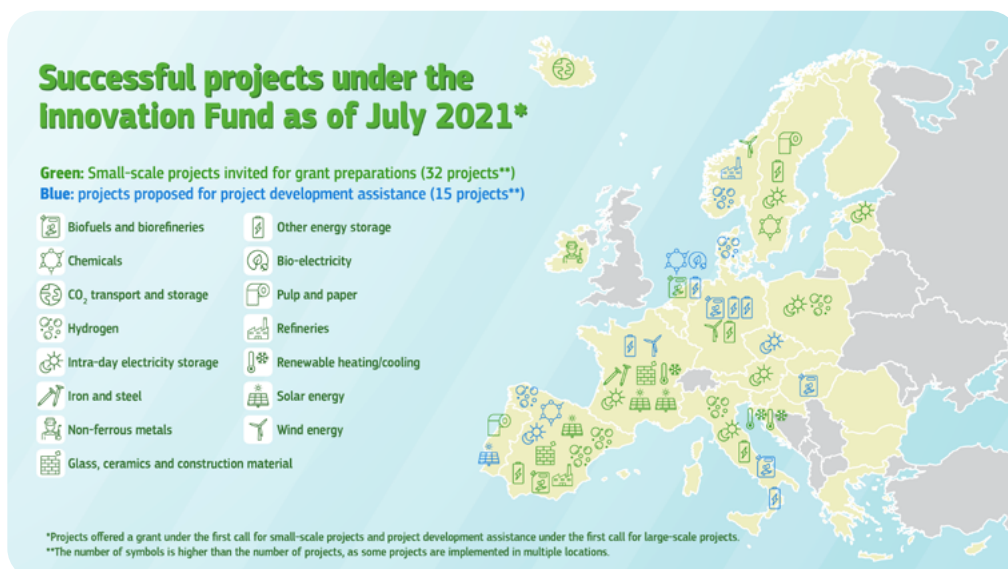 Successful projects under the
Innovation Fund as of July 2021*
Green: Small-scale projects invited for grant preparations (32 projects**)
Blue: projects proposed for project development assistance (15 projects**)
Biofuels and biorefineries
Other energy storage
Chemicals
Bio-electricity
CO₂ transport and storage
Pulp and paper
Hydrogen
Refineries
Intra-day electricity storage
Renewable heating/cooling
Iron and steel
Solar energy
Non-ferrous metals
Wind energy
Glass, ceramics and construction material
*Projects offered a grant under the first call for small-scale projects and project development assistance under the first call for large-scale projects.
**The number of symbols is higher than the number of projects, as some projects are implemented in multiple locations.